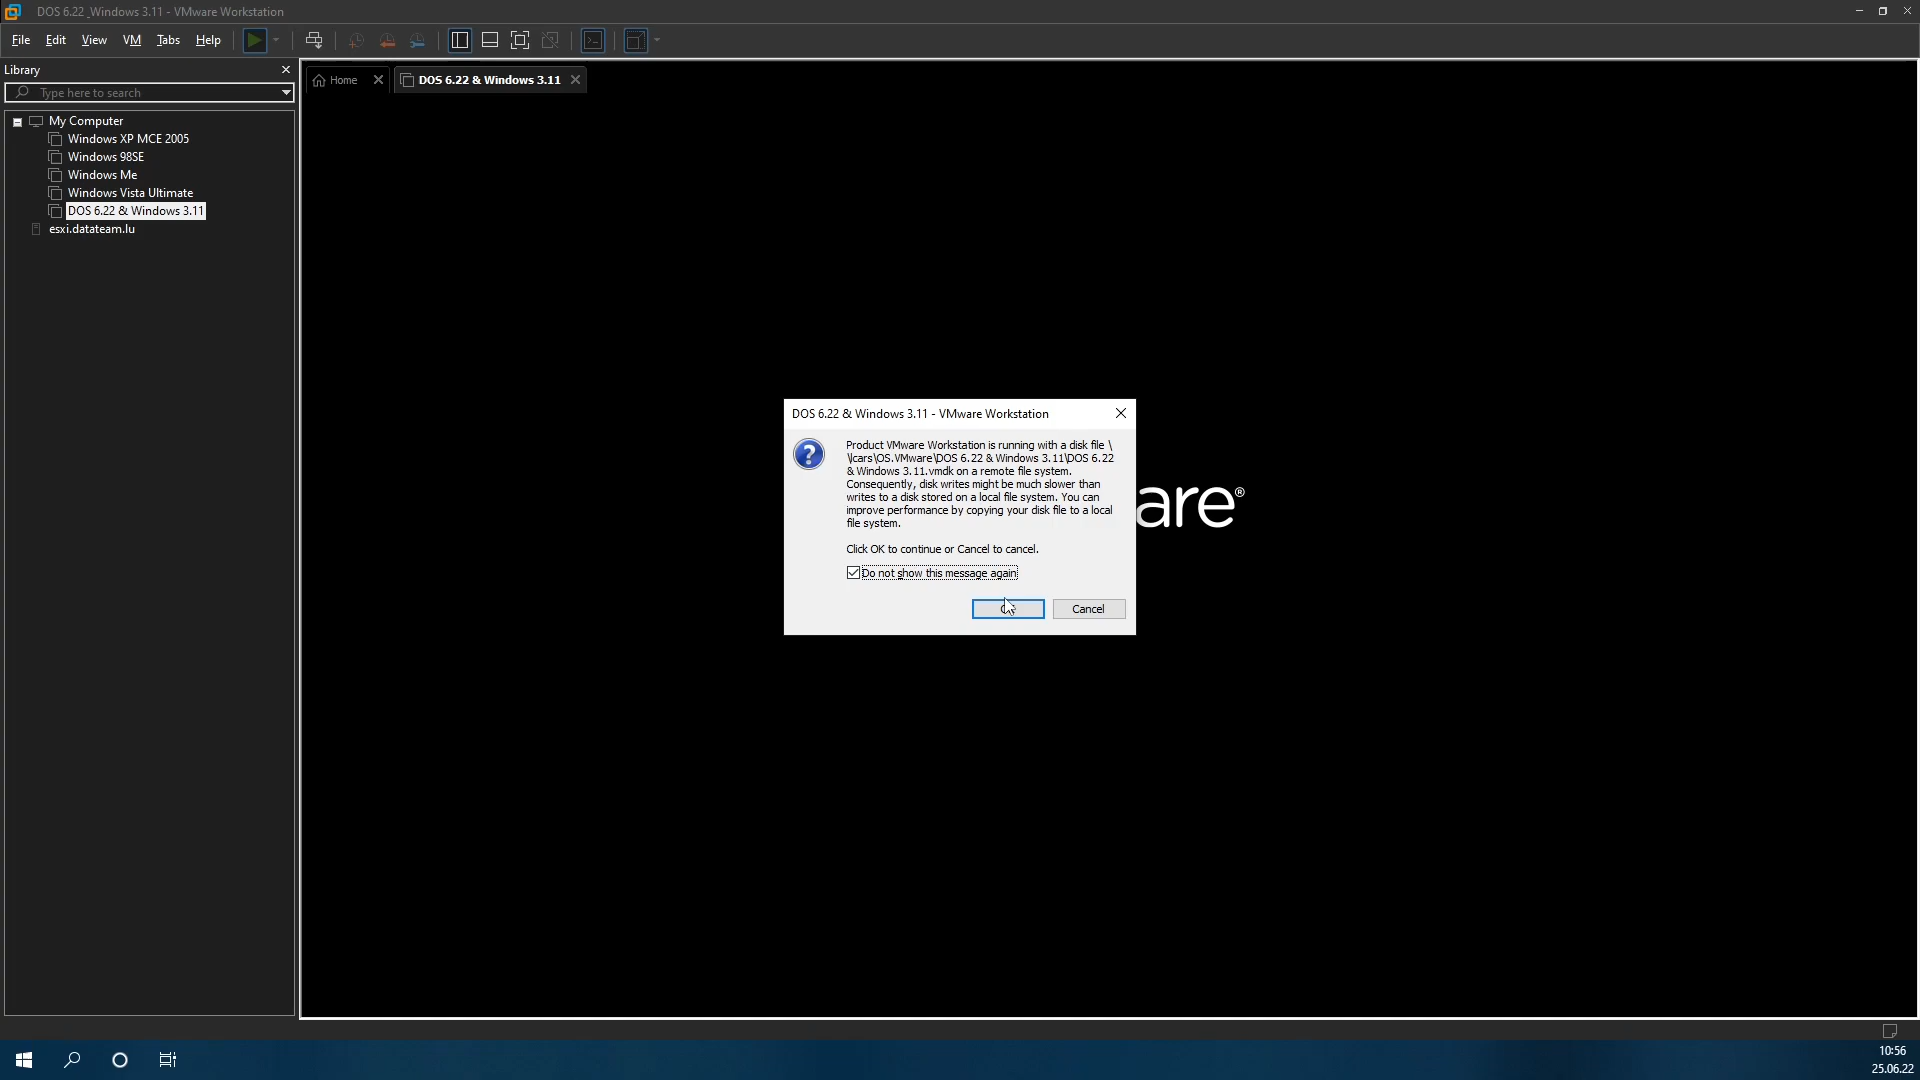 DOS 6.22_Windows 3.11 - VMware Workstation
File Edit View VM Tabs Help
Library
Type here to search
My Computer
Windows XP MCE 2005
Windows 98SE
Windows Me
Windows Vista Ultimate
DOS 6.22 & Windows 3.11
esxi.datateam.lu
Home
DOS 6.22 & Windows 3.11
DOS 6.22 & Windows 3.11 - VMware Workstation
Product VMware Workstation is running with a disk file \
\icars\OS.VMware\DOS 6.22 & Windows 3.11\DOS 6.22
& Windows 3.11.vmdk on a remote file system.
Consequently, disk writes might be much slower than
writes to a disk stored on a local file system. You can
improve performance by copying your disk file to a local
file system.
Click OK to continue or Cancel to cancel.
Do not show this message again
Cancel
are®
10:56
25.06.22